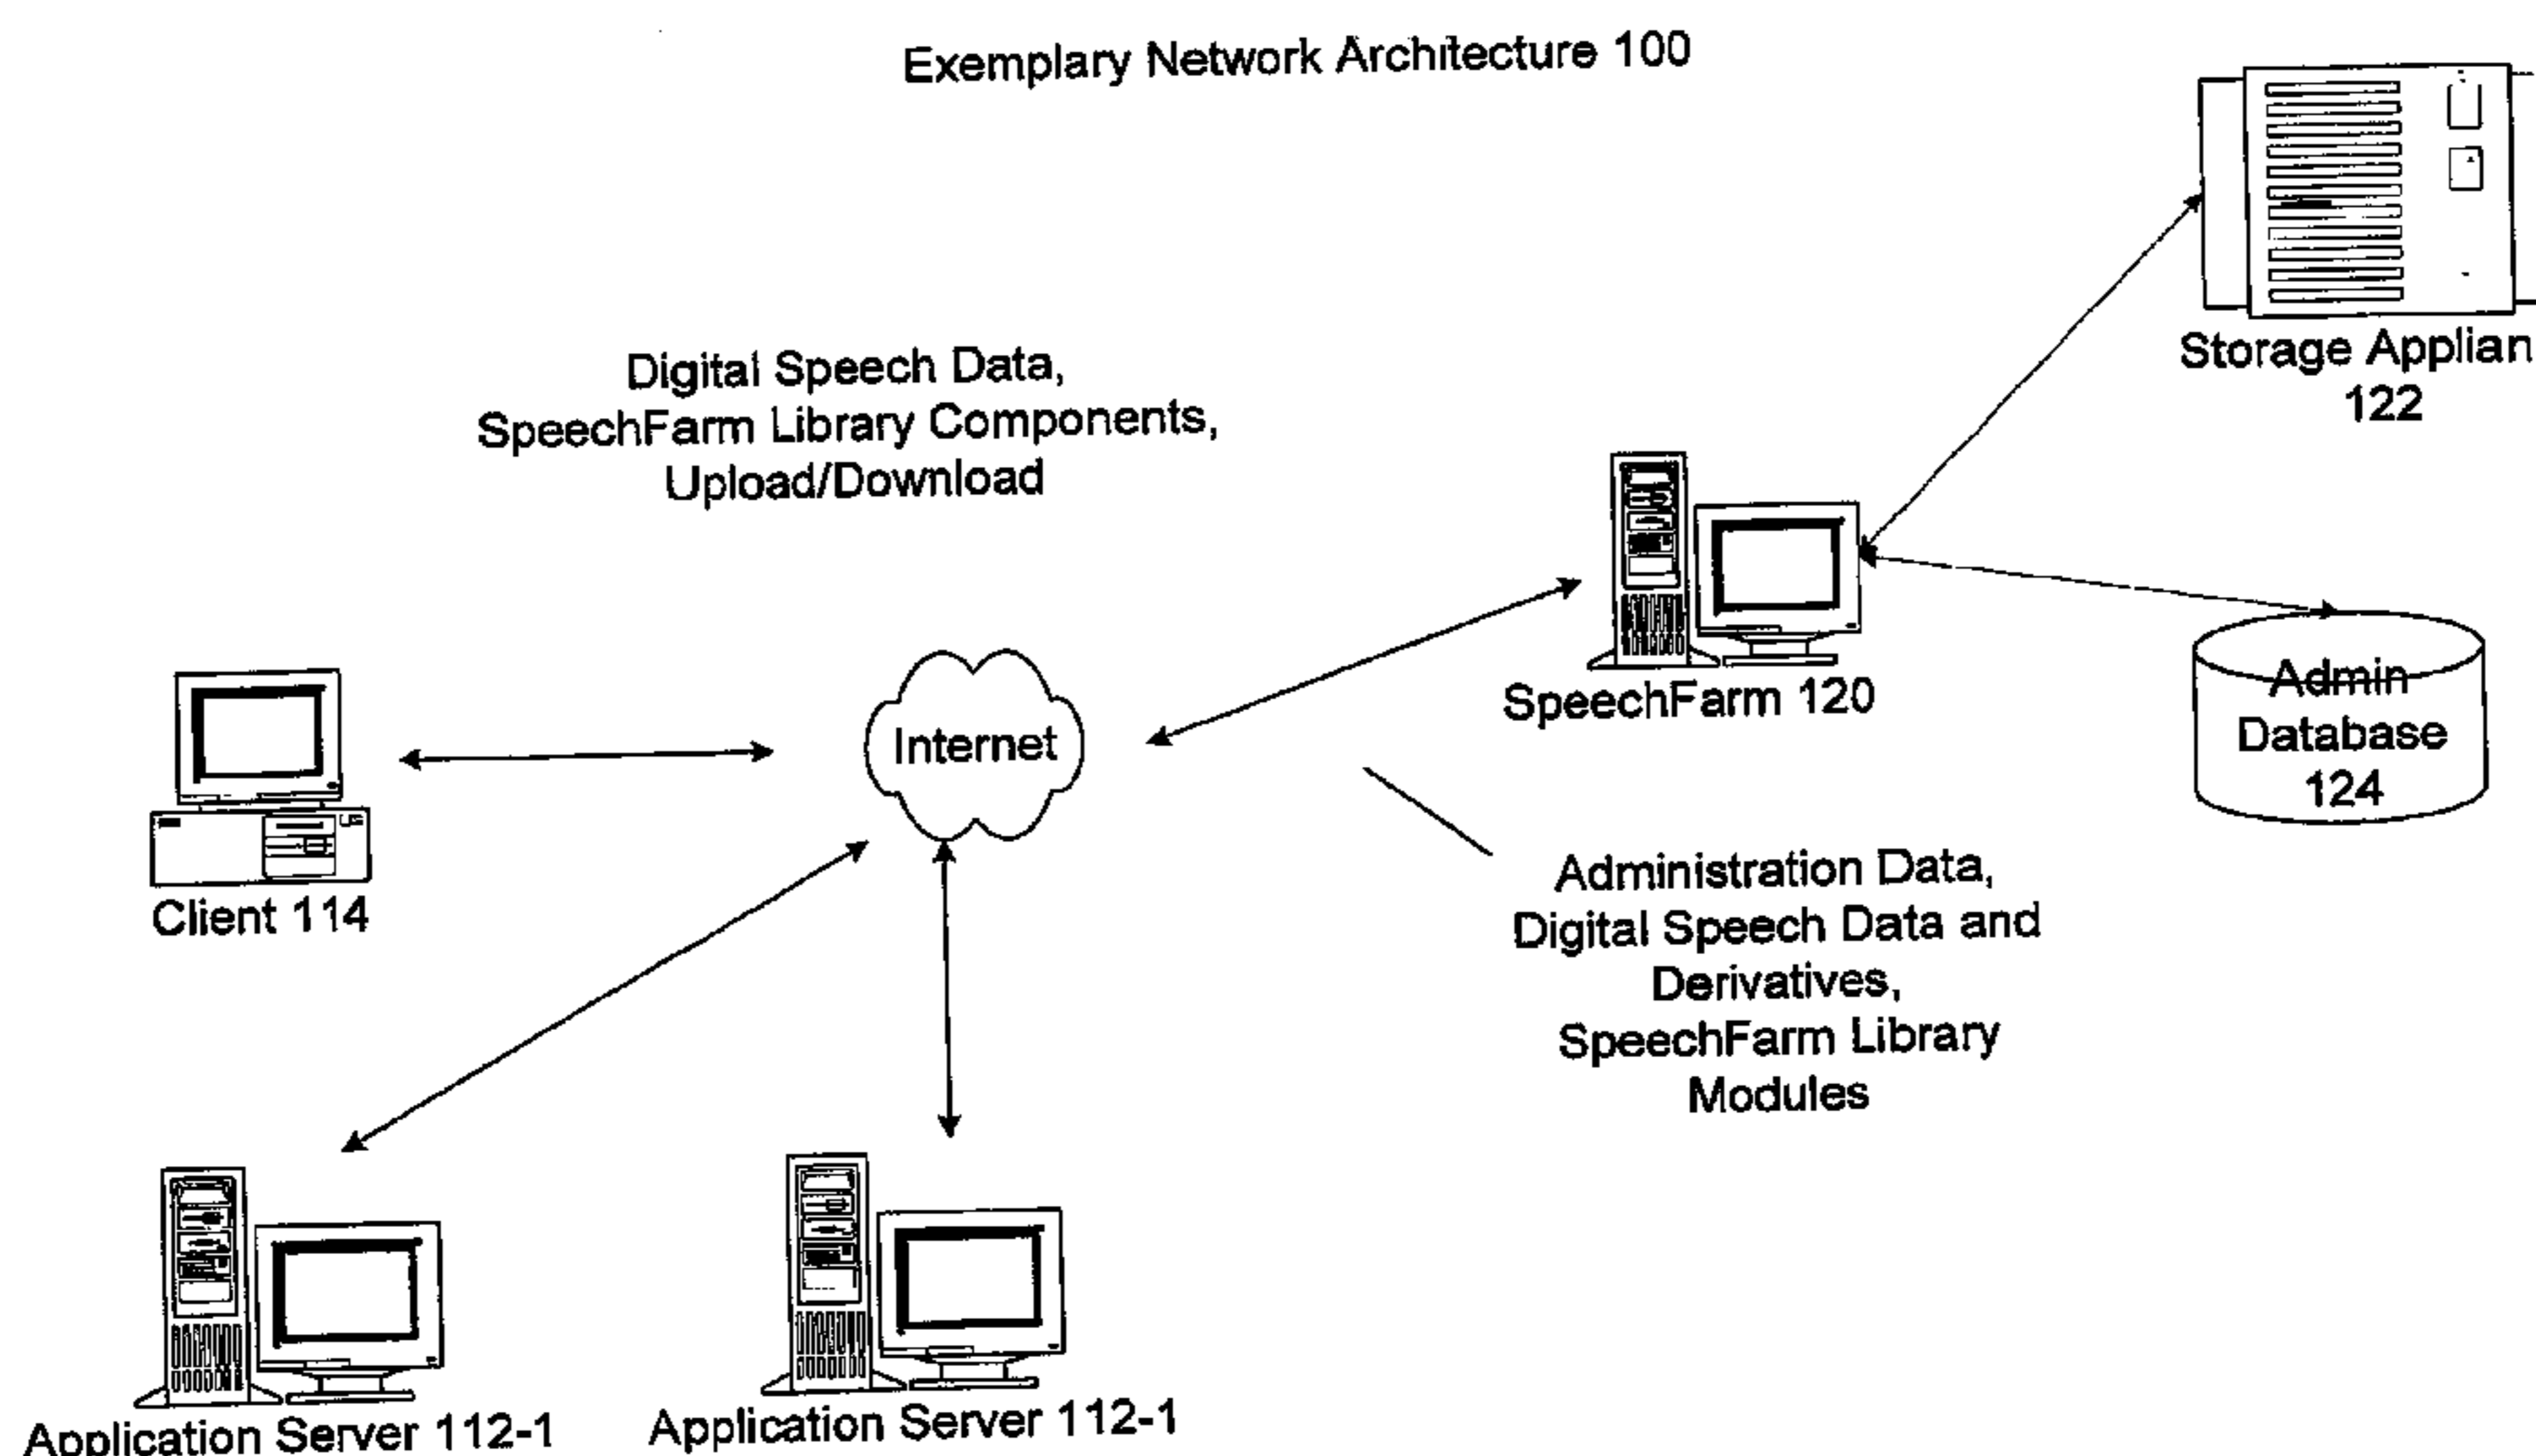 Exemplary Network Architecture 100
Storage Applian
122
Digital Speech Data,
SpeechFarm Library Components,
Upload/Download
SpeechFarm 120
Admin
Database
124
Internet
Client 114
Administration Data,
Digital Speech Data and
Derivatives,
SpeechFarm Library
Modules
Application Server 112-1
Application Server 112-1